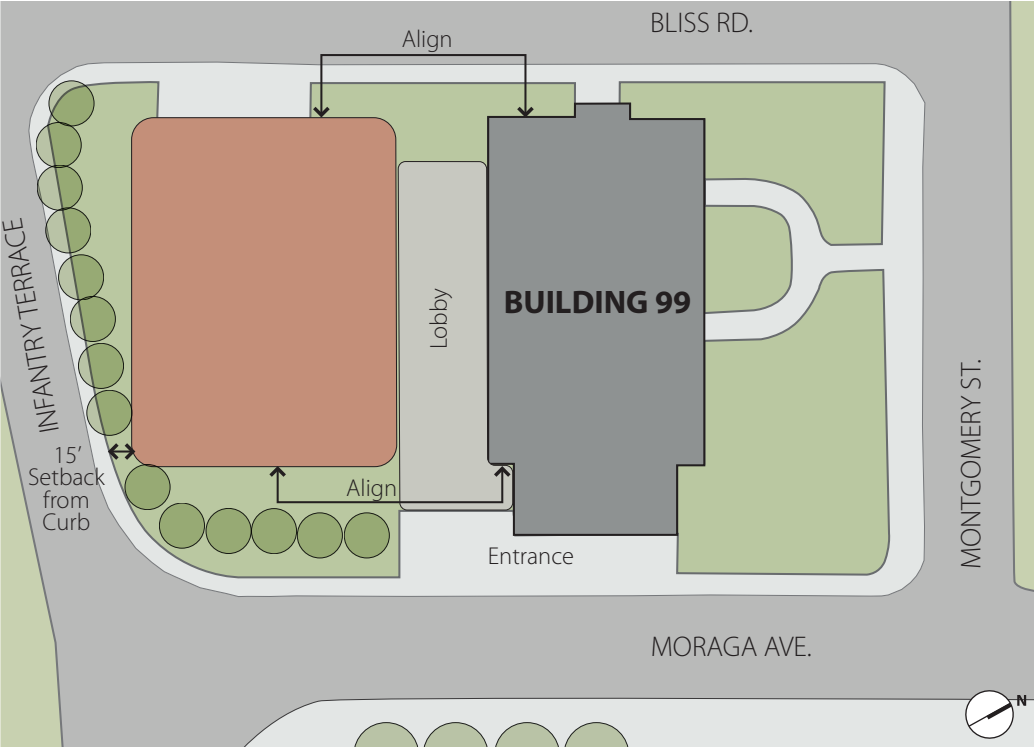 BLISS RD.
Align
INFANTRY TERRACE
Lobby
BUILDING 99
MONTGOMERY ST.
15’
Setback
from
Curb
Align
Entrance
MORAGA AVE.
N